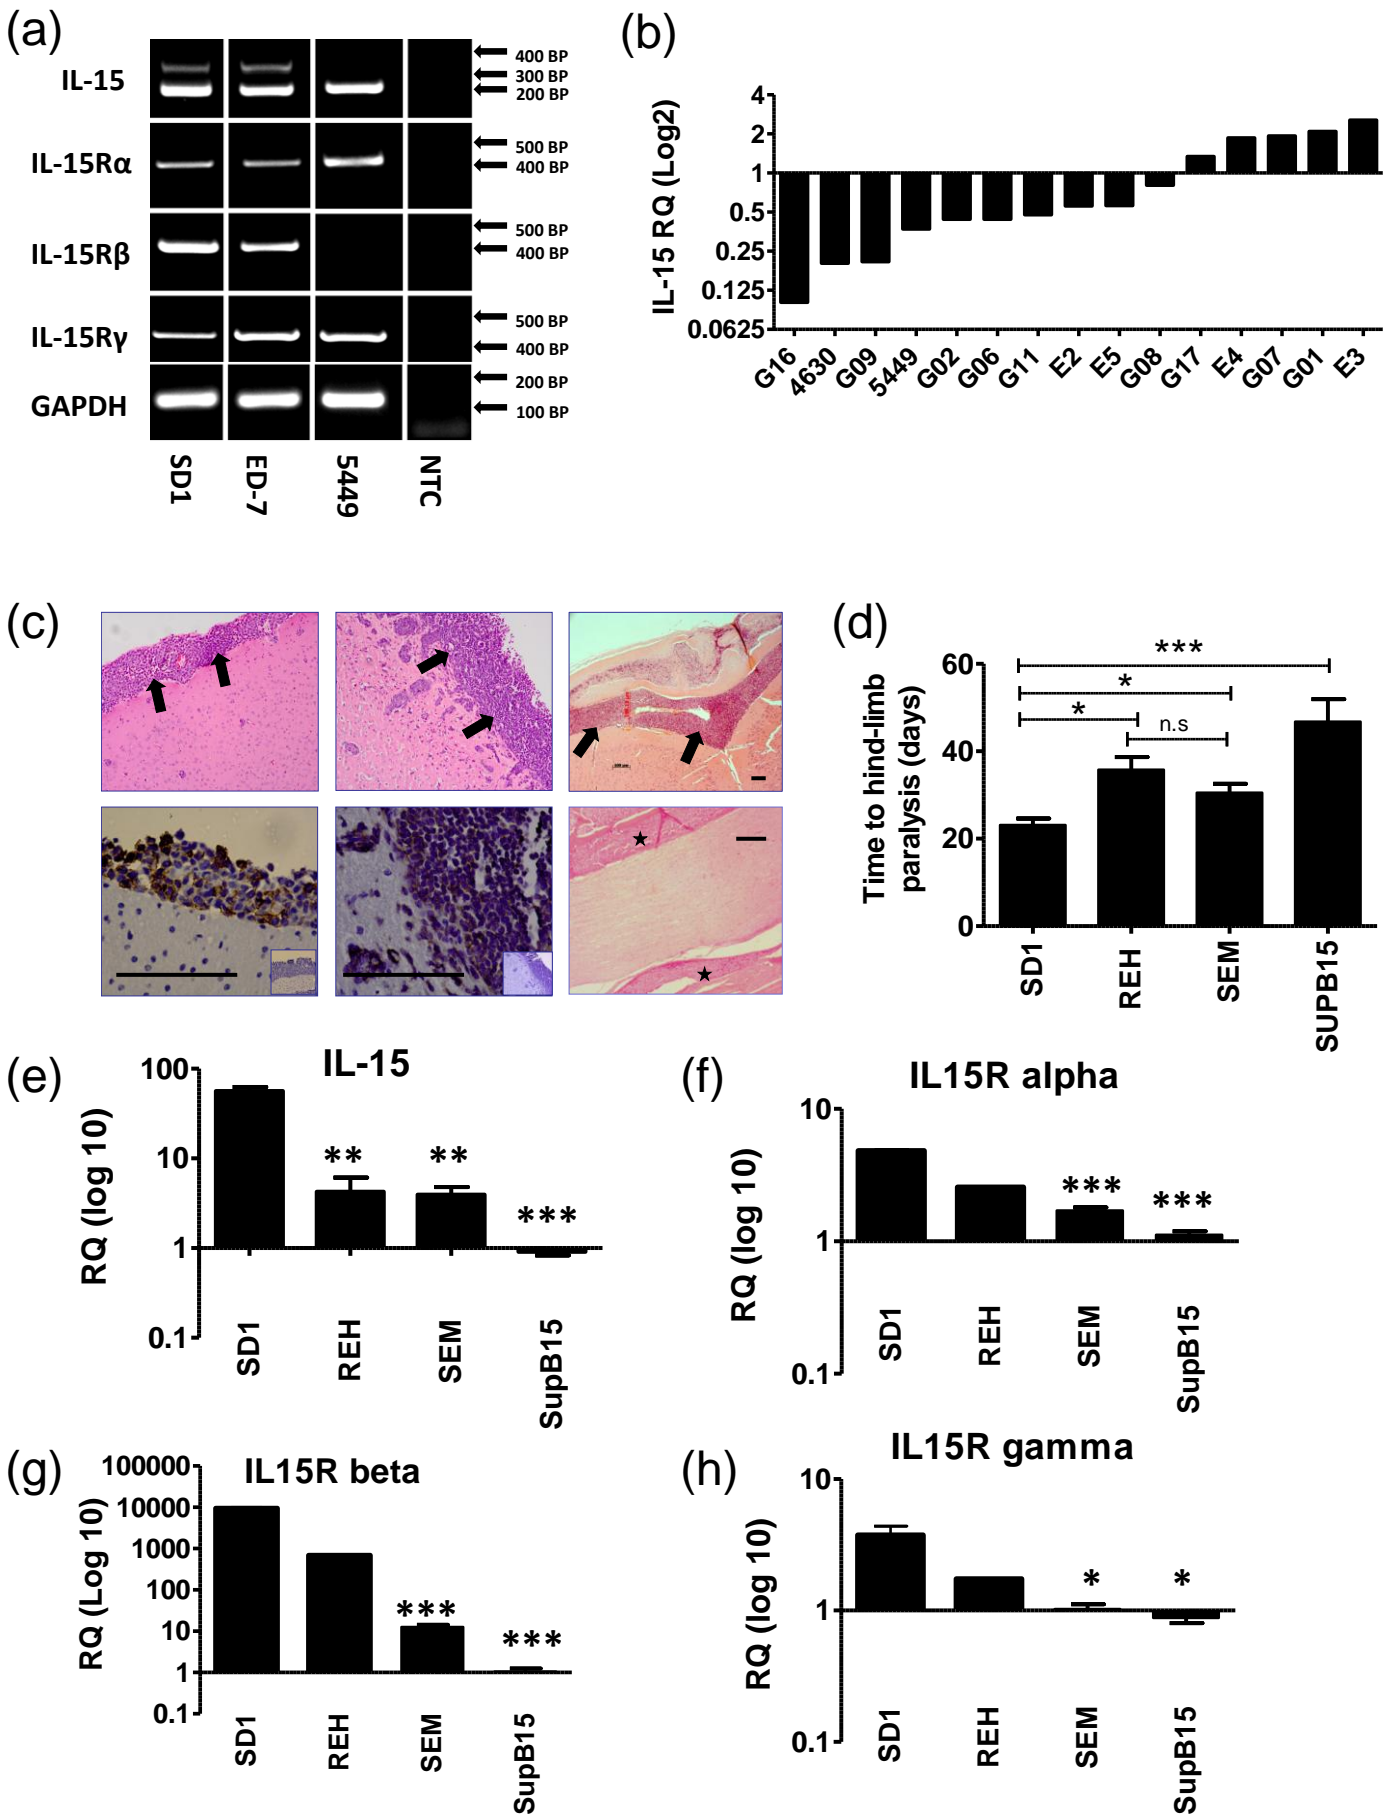 (a)
IL-15
400 BP
300 BP
200 BP
IL-15Rα
500 BP
400 BP
IL-15Rβ
500 BP
400 BP
IL-15Rγ
500 BP
400 BP
GAPDH
200 BP
100 BP
SD1
ED-7
5449
NTC
(b)
IL-15 RQ (Log2)
4
2
1
0.5
0.25
0.125
0.0625
G16
4630
G09
5449
G02
G06
G11
E2
E5
G08
G17
E4
G07
G01
E3
(c)
(d)
Time to hind-limb
paralysis (days)
60
40
20
0
***
*
*
n.s
SD1
REH
SEM
SUPB15
(e)
IL-15
RQ (log 10)
100
10
1
0.1
**
**
***
SD1
REH
SEM
SupB15
(f)
IL15R alpha
RQ (log 10)
10
1
0.1
***
***
SD1
REH
SEM
SupB15
(g)
IL15R beta
RQ (Log 10)
100000
10000
1000
100
10
1
0.1
***
***
SD1
REH
SEM
SupB15
(h)
IL15R gamma
RQ (log 10)
10
1
0.1
*
*
SD1
REH
SEM
SupB15